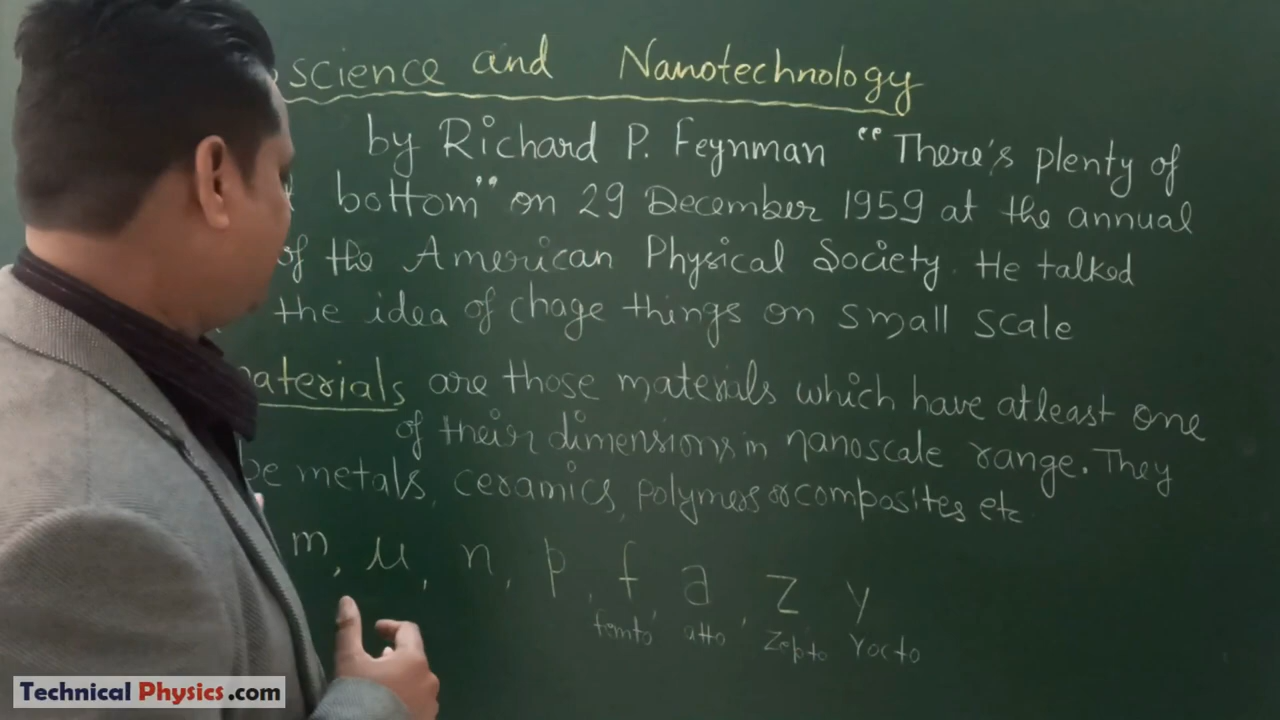 science and Nanotechnology
by Richard P. Feynman "There's plenty of
bottom" on 29 December 1959 at the annual
of the American Physical Society. He talked
the idea of chage things on small scale
materials are those materials which have atleast one
of their dimensions in nanoscale range. They
be metals, ceramics, polymers or composites etc
m, μ, n, p, f, a, z y
femto atto zepto Yocto
Technical Physics.com